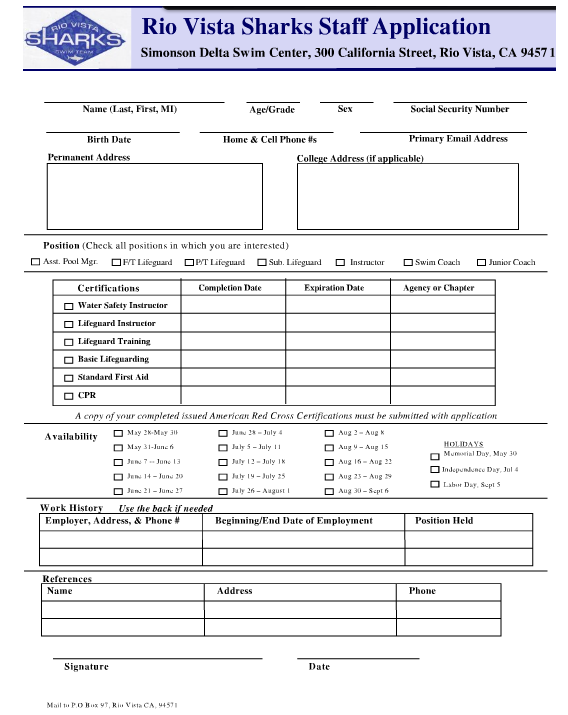 RIO VISTA
SHARKS
SWIM TEAM
Rio Vista Sharks Staff Application
Simonson Delta Swim Center, 300 California Street, Rio Vista, CA 94571
Name (Last, First, MI) Age/Grade Sex Social Security Number
Birth Date Home & Cell Phone #s Primary Email Address
Permanent Address College Address (if applicable)
Position (Check all positions in which you are interested)
Asst. Pool Mgr. F/T Lifeguard P/T Lifeguard Sub. Lifeguard Instructor Swim Coach Junior Coach
Certifications Completion Date Expiration Date Agency or Chapter
Water Safety Instructor
Lifeguard Instructor
Lifeguard Training
Basic Lifeguarding
Standard First Aid
CPR
A copy of your completed issued American Red Cross Certifications must be submitted with application
Availability
May 28-May 30 June 28 – July 4 Aug 2 – Aug 8
May 31-June 6 July 5 – July 11 Aug 9 – Aug 15
June 7 – June 13 July 12 – July 18 Aug 16 – Aug 22
June 14 – June 20 July 19 – July 25 Aug 23 – Aug 29
June 21 – June 27 July 26 – August 1 Aug 30 – Sept 6
HOLIDAYS
Memorial Day, May 30
Independence Day, Jul 4
Labor Day, Sept 5
Work History Use the back if needed
Employer, Address, & Phone # Beginning/End Date of Employment Position Held
References
Name Address Phone
Signature Date
Mail to P.O Box 97, Rio Vista CA, 94571